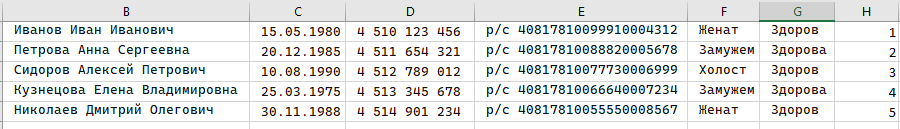 B C D E F G H
Иванов Иван Иванович 15.05.1980 4 510 123 456 р/с 40817810099910004312 Женат Здоров 1
Петрова Анна Сергеевна 20.12.1985 4 511 654 321 р/с 40817810088820005678 Замужем Здорова 2
Сидоров Алексей Петрович 10.08.1990 4 512 789 012 р/с 40817810077730006999 Холост Здоров 3
Кузнецова Елена Владимировна 25.03.1975 4 513 345 678 р/с 40817810066640007234 Замужем Здорова 4
Николаев Дмитрий Олегович 30.11.1988 4 514 901 234 р/с 40817810055550008567 Женат Здоров 5